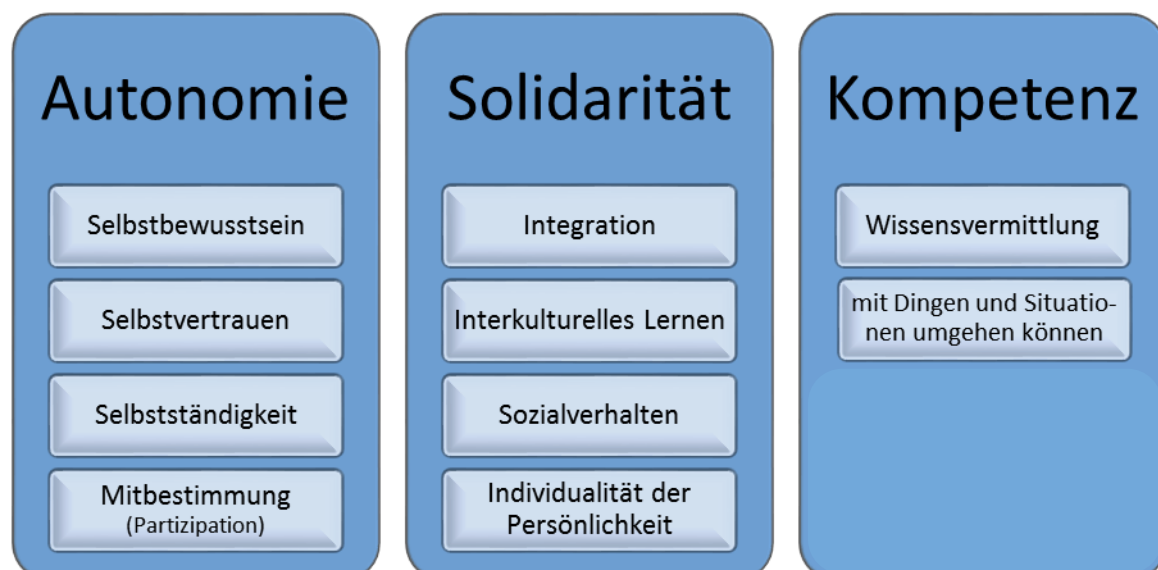 Autonomie
Selbstbewusstsein
Selbstvertrauen
Selbstständigkeit
Mitbestimmung
(Partizipation)
Solidarität
Integration
Interkulturelles Lernen
Sozialverhalten
Individualität der
Persönlichkeit
Kompetenz
Wissensvermittlung
mit Dingen und Situatio-
nen umgehen können